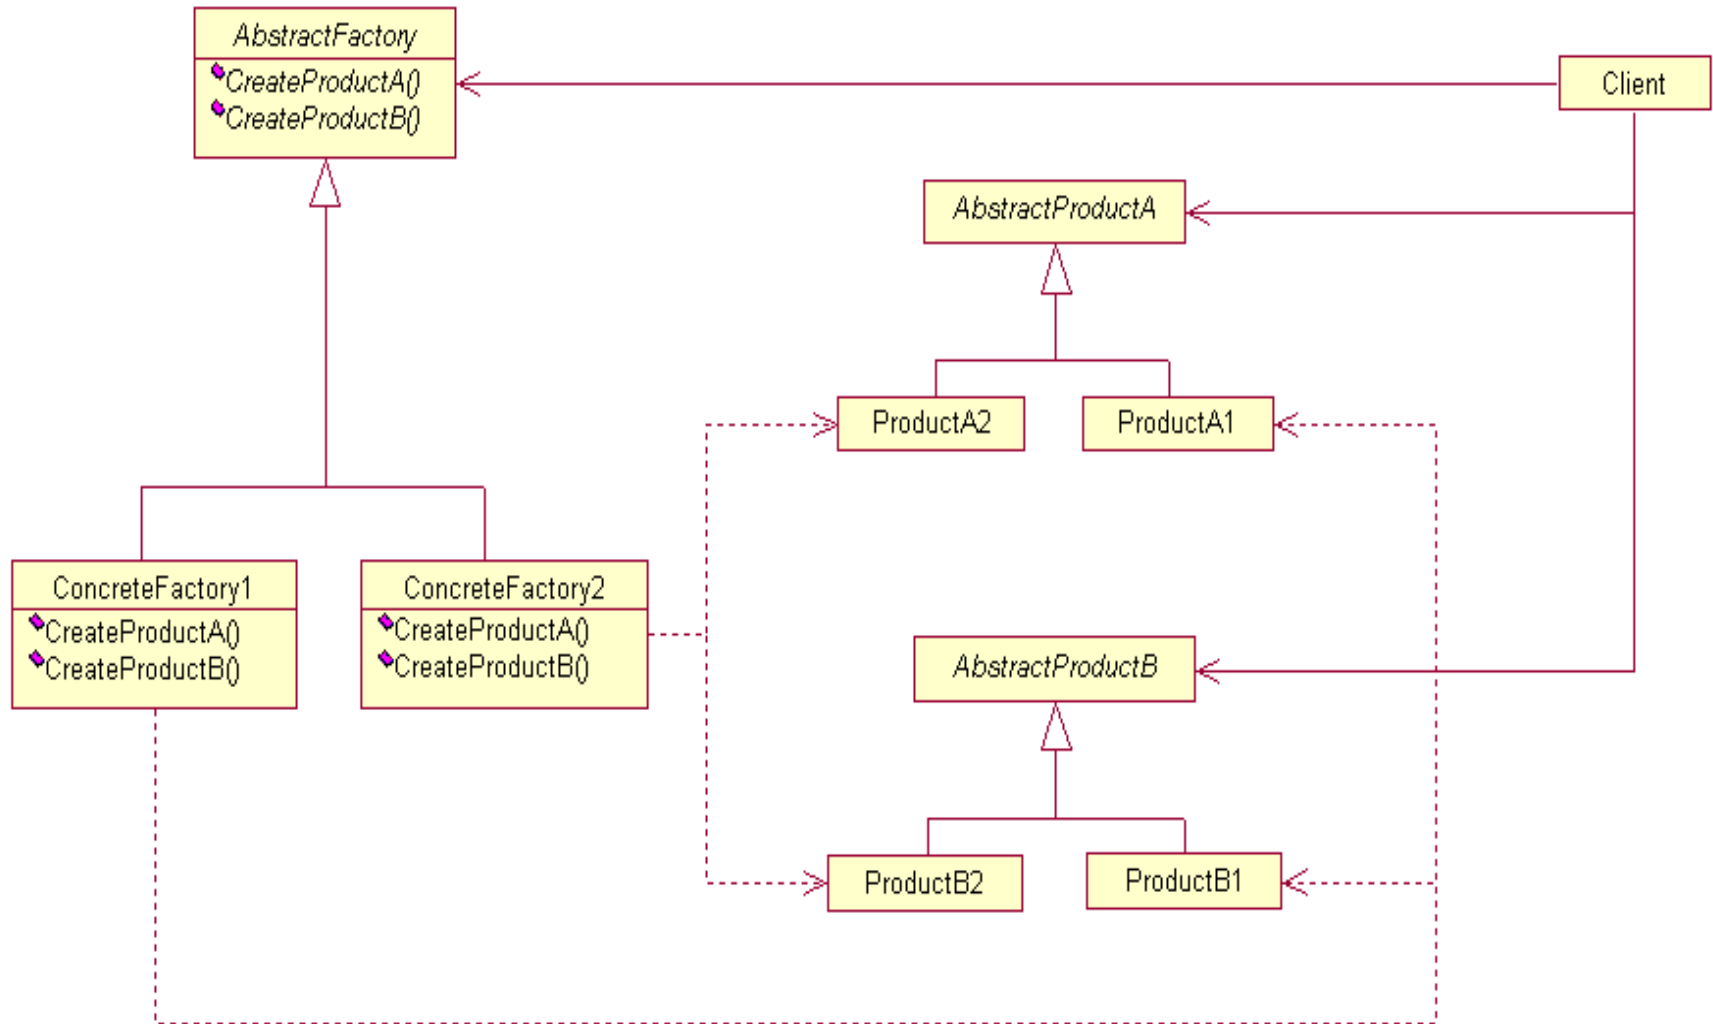 AbstractFactory
CreateProductA()
CreateProductB()
Client
AbstractProductA
ProductA2
ProductA1
ConcreteFactory1
CreateProductA()
CreateProductB()
ConcreteFactory2
CreateProductA()
CreateProductB()
AbstractProductB
ProductB2
ProductB1